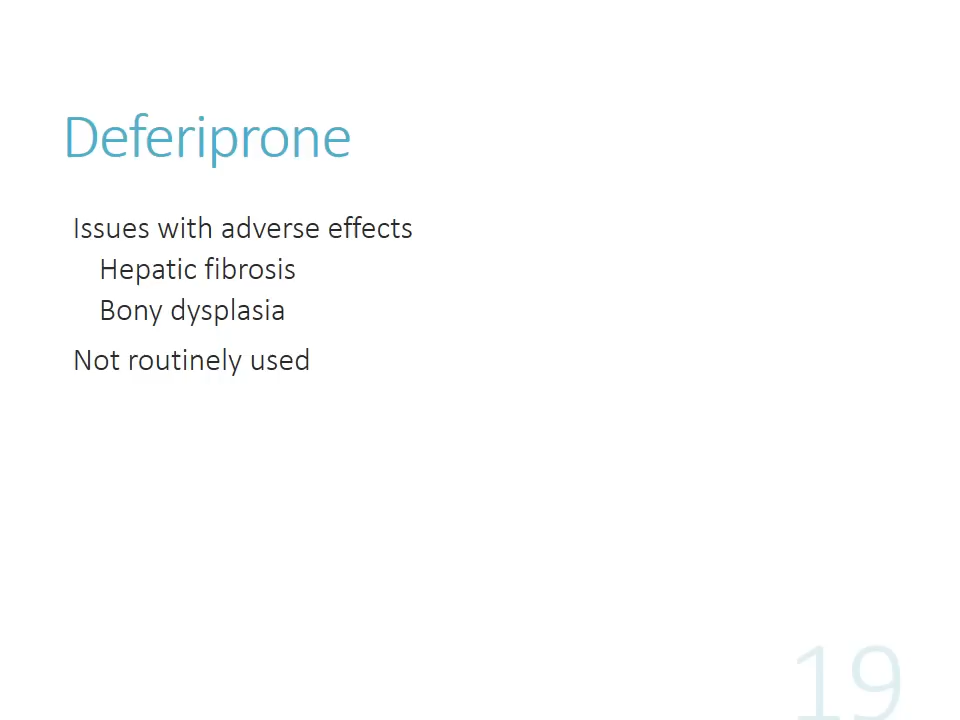 Deferiprone
Issues with adverse effects
Hepatic fibrosis
Bony dysplasia
Not routinely used
19